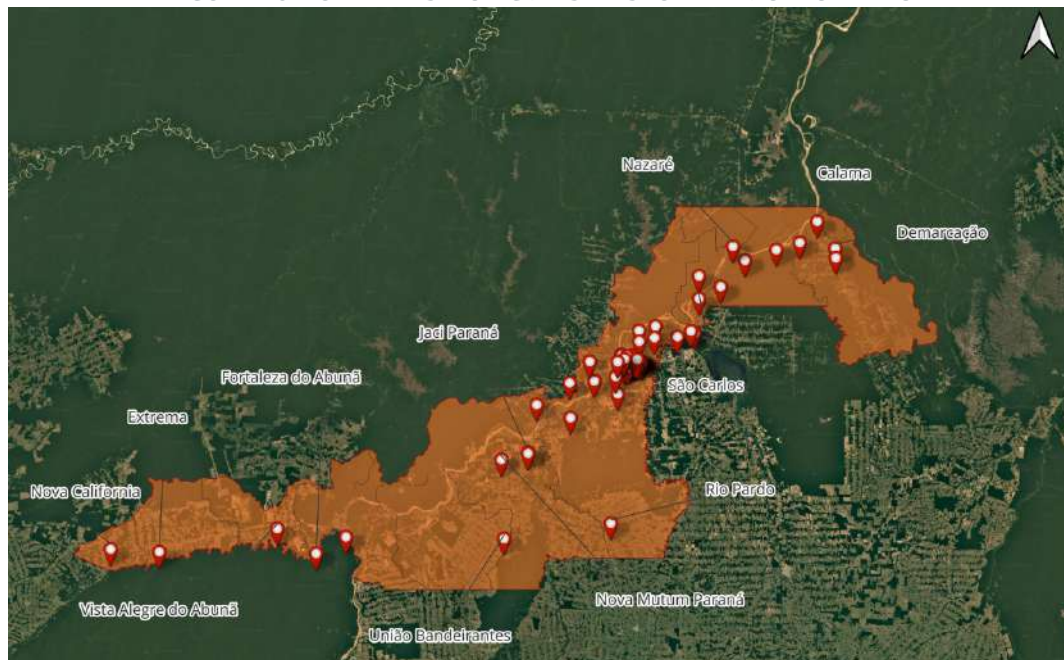 Nazaré
Calama
Demarcação
Jaci Paraná
Fortaleza do Abunã
São Carlos
Extrema
Nova Califórnia
Rio Pardo
Nova Mutum Paraná
Vista Alegre do Abunã
União Bandeirantes